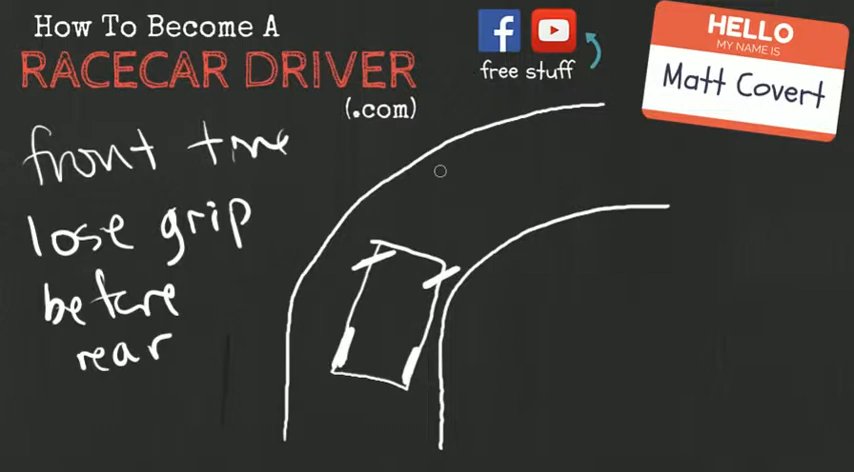 How To Become A
RACECAR DRIVER
(.com)
free stuff
HELLO
MY NAME IS
Matt Covert
front tire
lose grip
before
rear